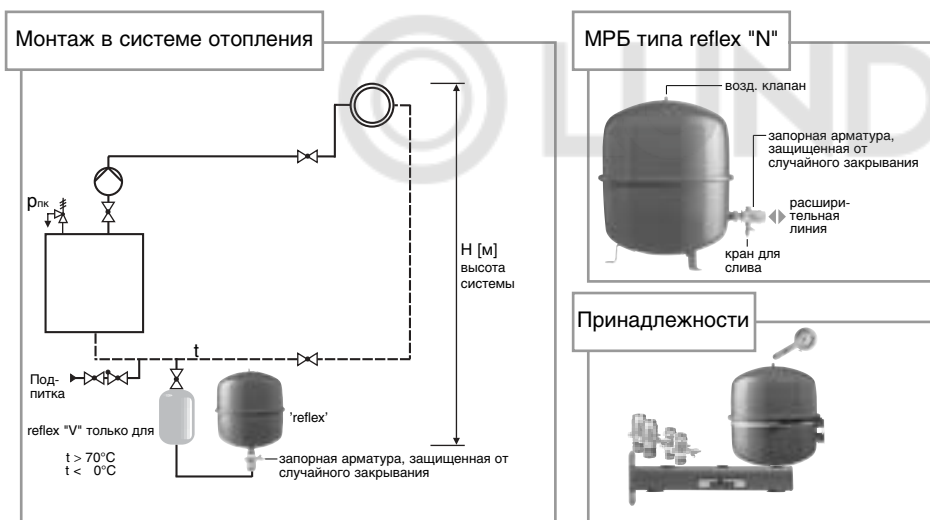 Монтаж в системе отопления
pпк
H [м]
высота
системы
t
Под-
питка
reflex "V" только для
t > 70°C
t < 0°C
'reflex'
запорная арматура, защищенная от
случайного закрывания
МРБ типа reflex "N"
возд. клапан
запорная арматура,
защищенная от
случайного закрывания
расшири-
тельная
линия
кран для
слива
Принадлежности
LUND